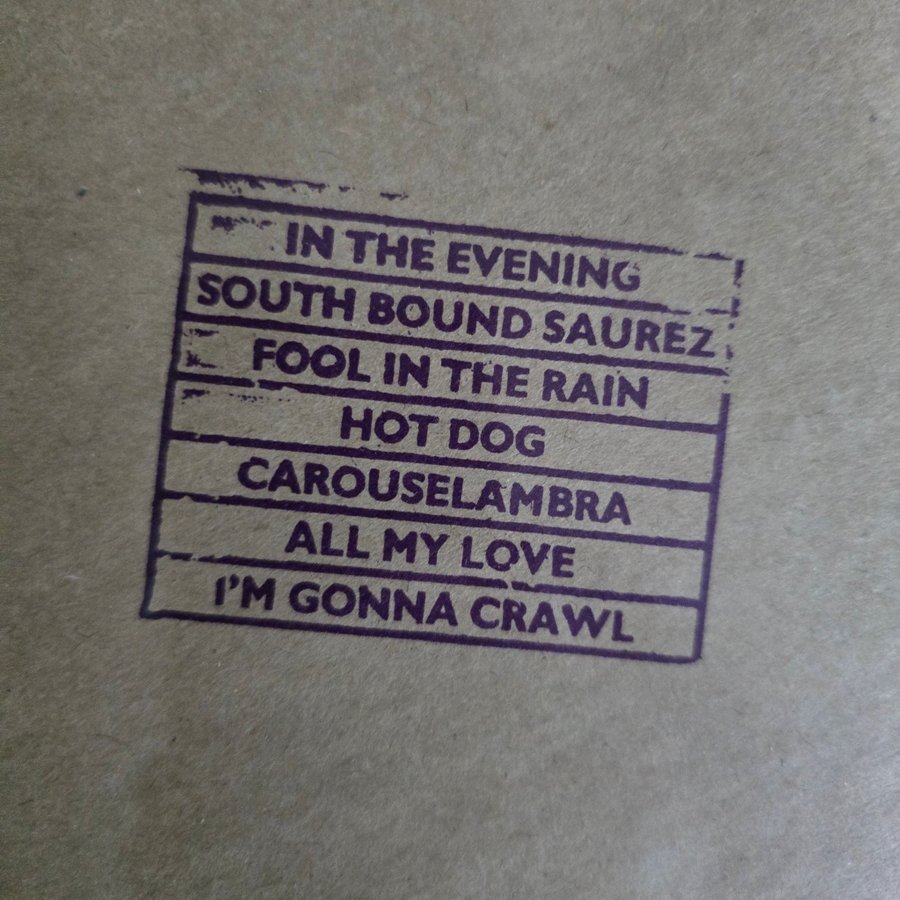 IN THE EVENING
SOUTH BOUND SAUREZ
FOOL IN THE RAIN
HOT DOG
CAROUSELAMBRA
ALL MY LOVE
I'M GONNA CRAWL